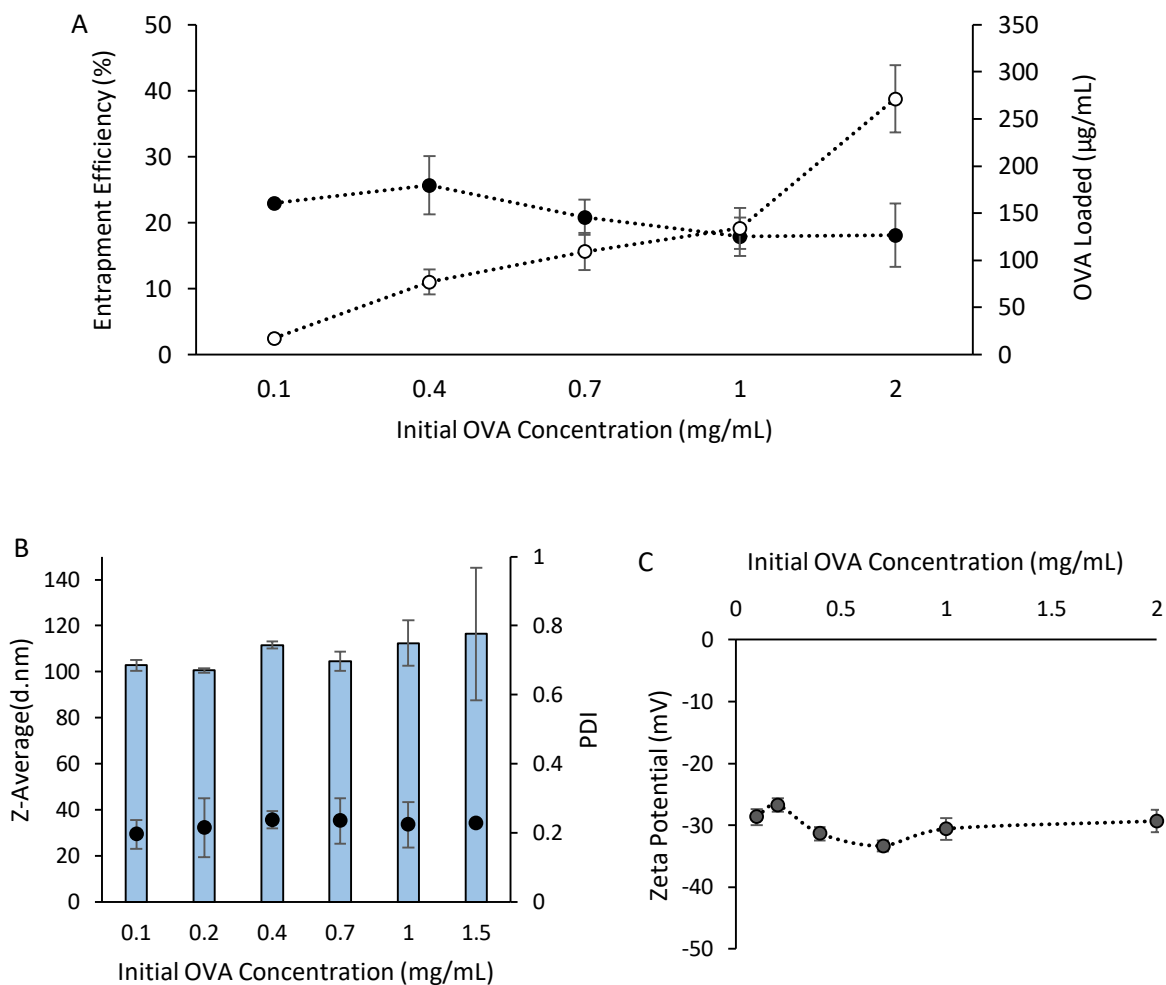 A
50
40
30
20
10
0
Entrapment Efficiency (%)
350
300
250
200
150
100
50
0
OVA Loaded (µg/mL)
0.1 0.4 0.7 1 2
Initial OVA Concentration (mg/mL)
B
140
120
100
80
60
40
20
0
Z-Average(d.nm)
1
0.8
0.6
0.4
0.2
0
PDI
0.1 0.2 0.4 0.7 1 1.5
Initial OVA Concentration (mg/mL)
C
Initial OVA Concentration (mg/mL)
0 0.5 1 1.5 2
0
-10
-20
-30
-40
-50
Zeta Potential (mV)